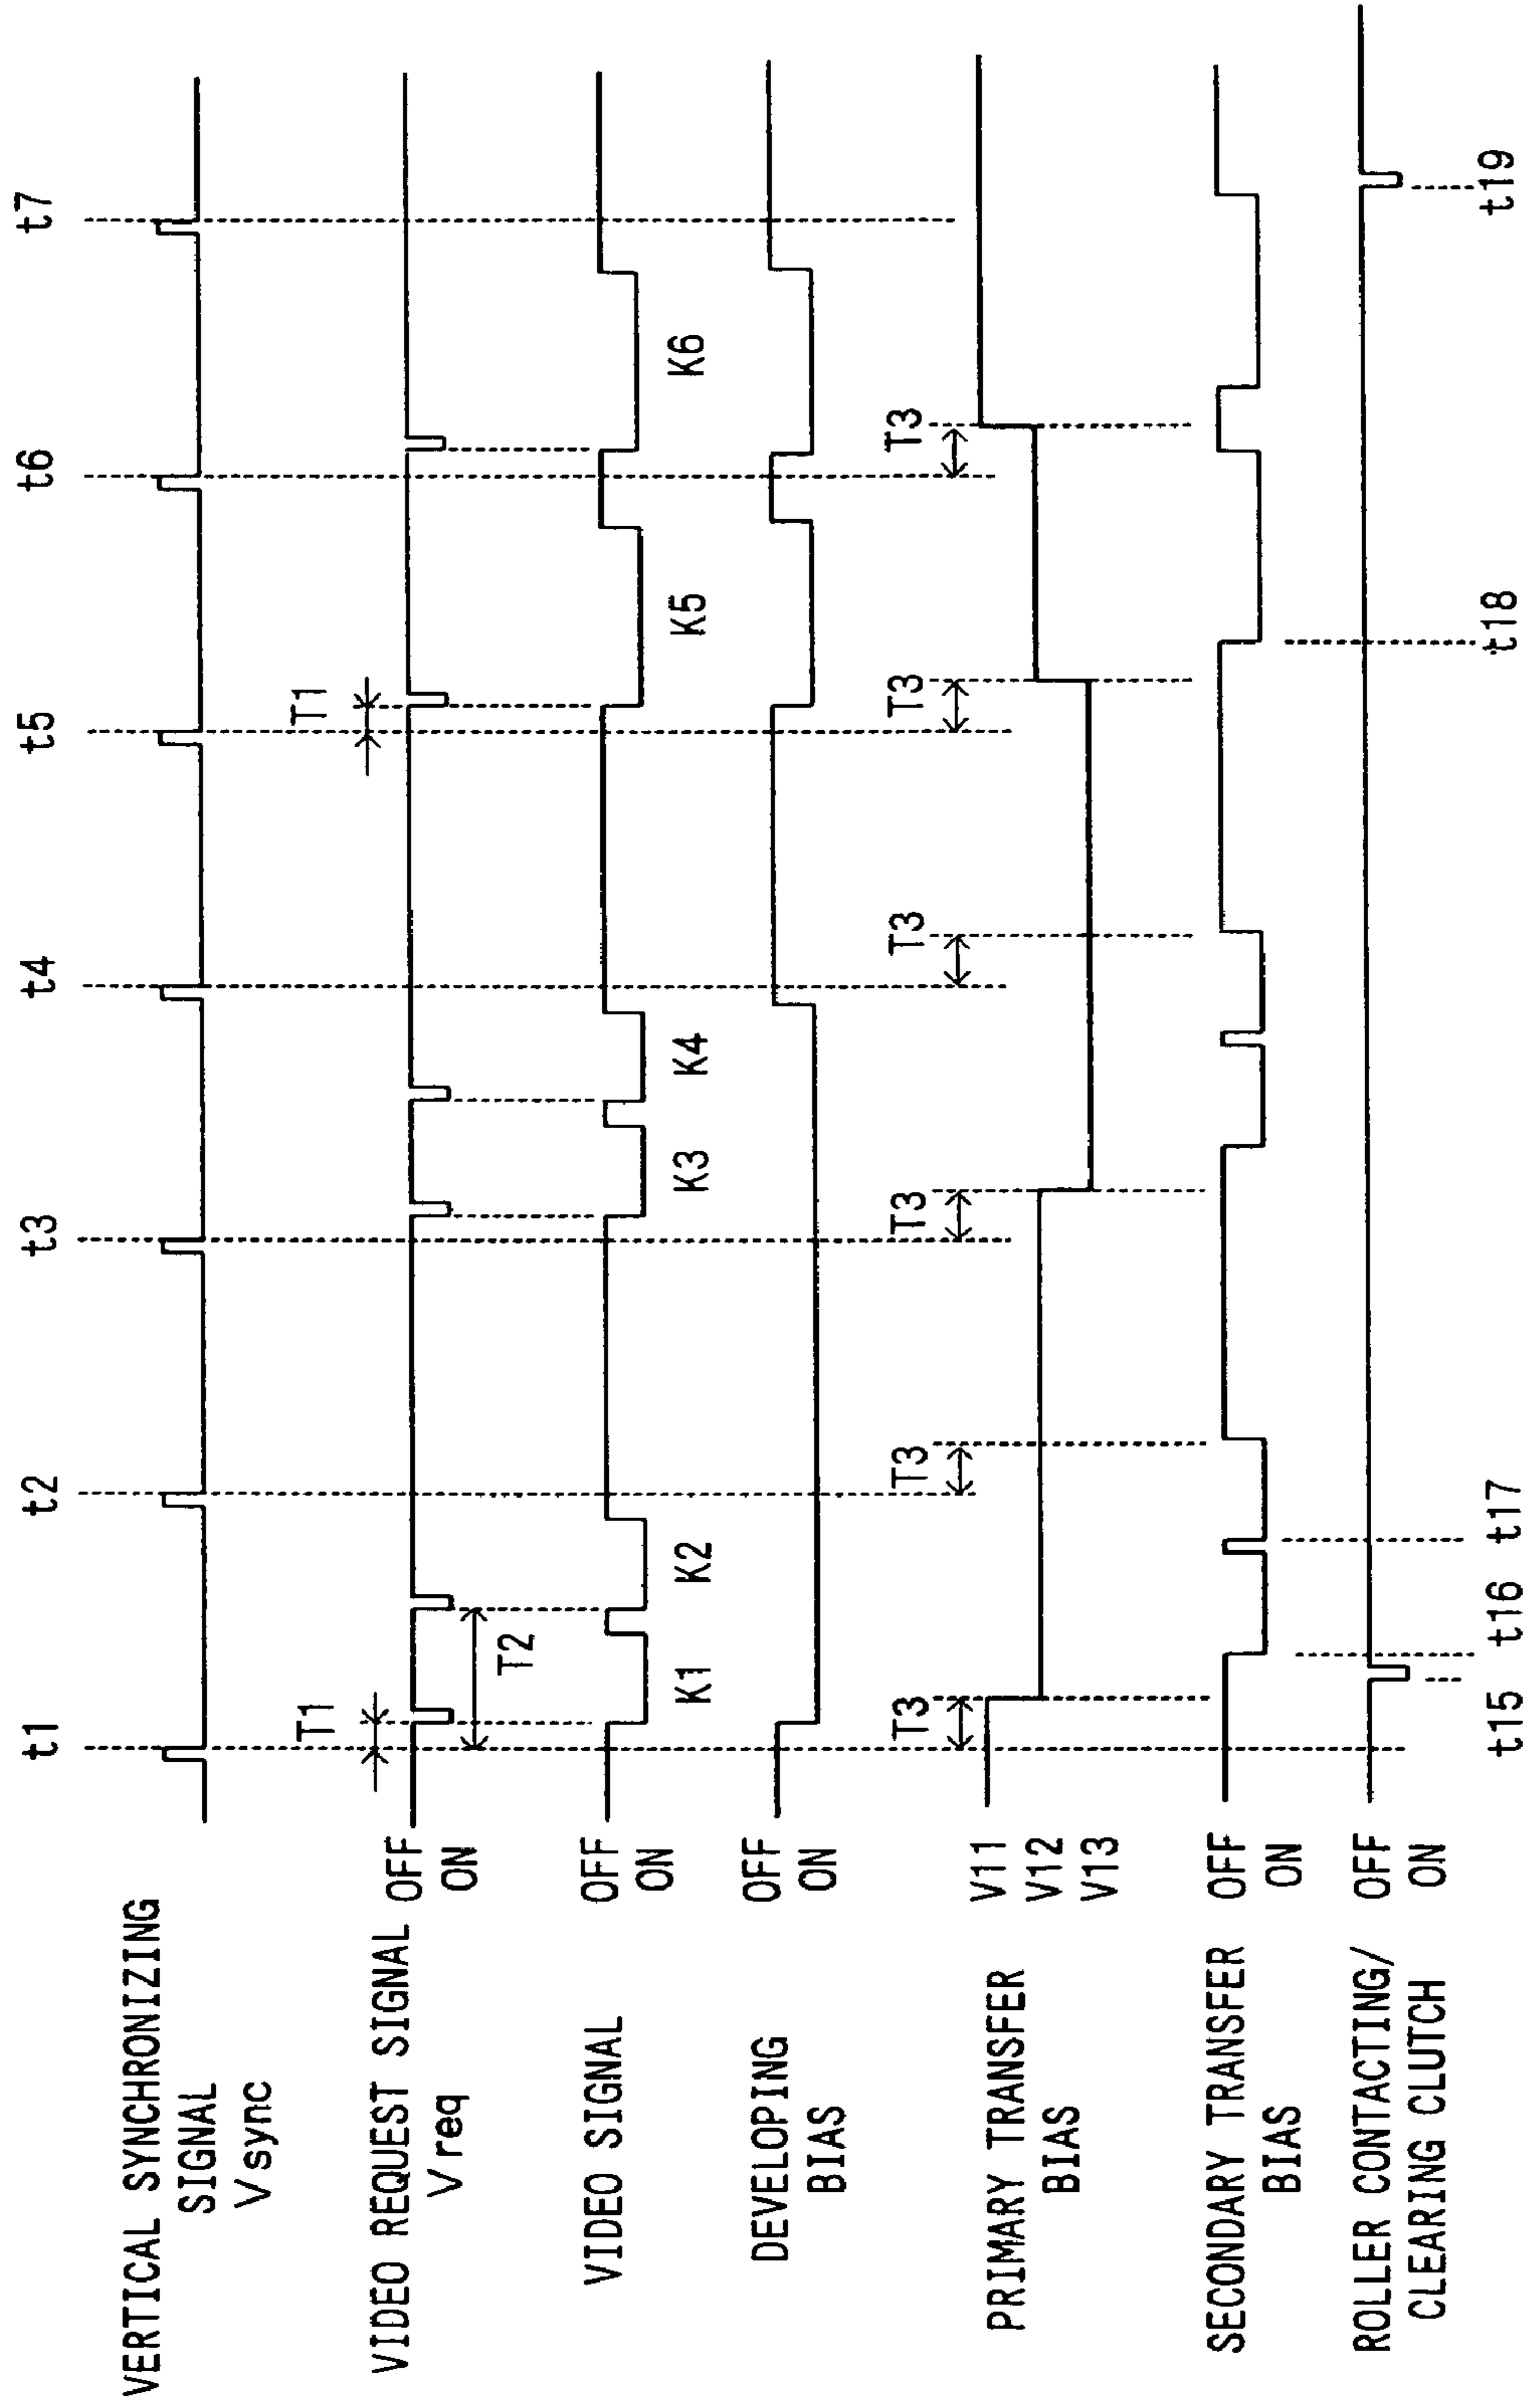 t1 t2 t3 t4 t5 t6 t7
VERTICAL SYNCHRONIZING
SIGNAL
Vsync
T1 T1
VIDEO REQUEST SIGNAL OFF
Vreq ON
T2
VIDEO SIGNAL OFF
ON
K1 K2 K3 K4 K5 K6
DEVELOPING OFF
BIAS ON
T3 T3 T3 T3 T3 T3
PRIMARY TRANSFER V11
BIAS V12
V13
SECONDARY TRANSFER OFF
BIAS ON
ROLLER CONTACTING/ OFF
CLEARING CLUTCH ON
t15 t16 t17 t18 t19